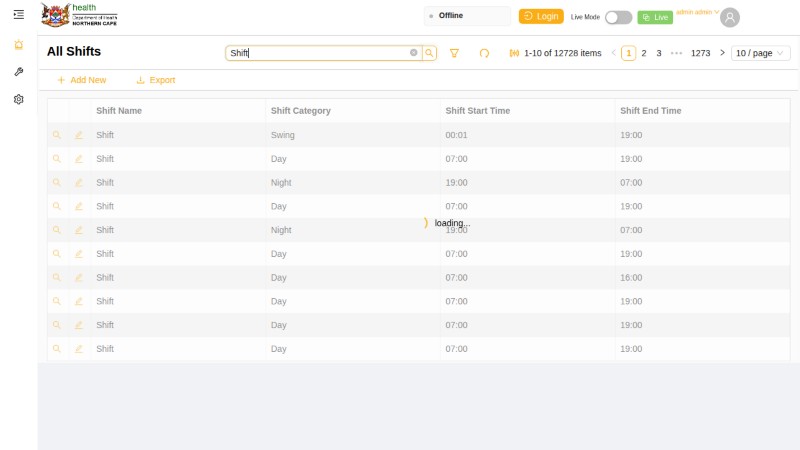 health
Department of Health
NORTHERN CAPE
Offline
Login
Live Mode
Live
admin admin
All Shifts
Shift
1-10 of 12728 items
1 2 3 ••• 1273
10 / page
Add New
Export
Shift Name Shift Category Shift Start Time Shift End Time
Shift Swing 00:01 19:00
Shift Day 07:00 19:00
Shift Night 19:00 07:00
Shift Day 07:00 19:00
loading...
Shift Night 19:00 07:00
Shift Day 07:00 19:00
Shift Day 07:00 16:00
Shift Day 07:00 19:00
Shift Day 07:00 19:00
Shift Day 07:00 19:00